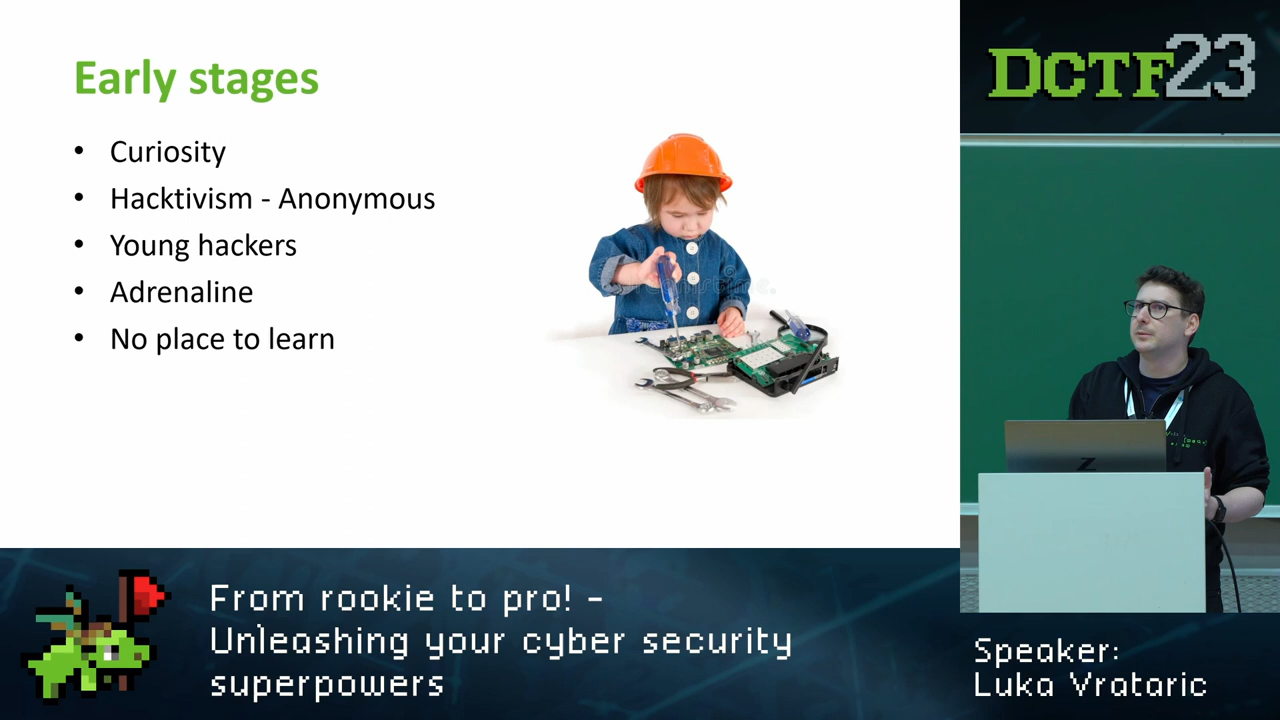 Early stages
• Curiosity
• Hacktivism - Anonymous
• Young hackers
• Adrenaline
• No place to learn
DCTF23
From rookie to pro! -
Unleashing your cyber security
superpowers
Speaker:
Luka Vrataric